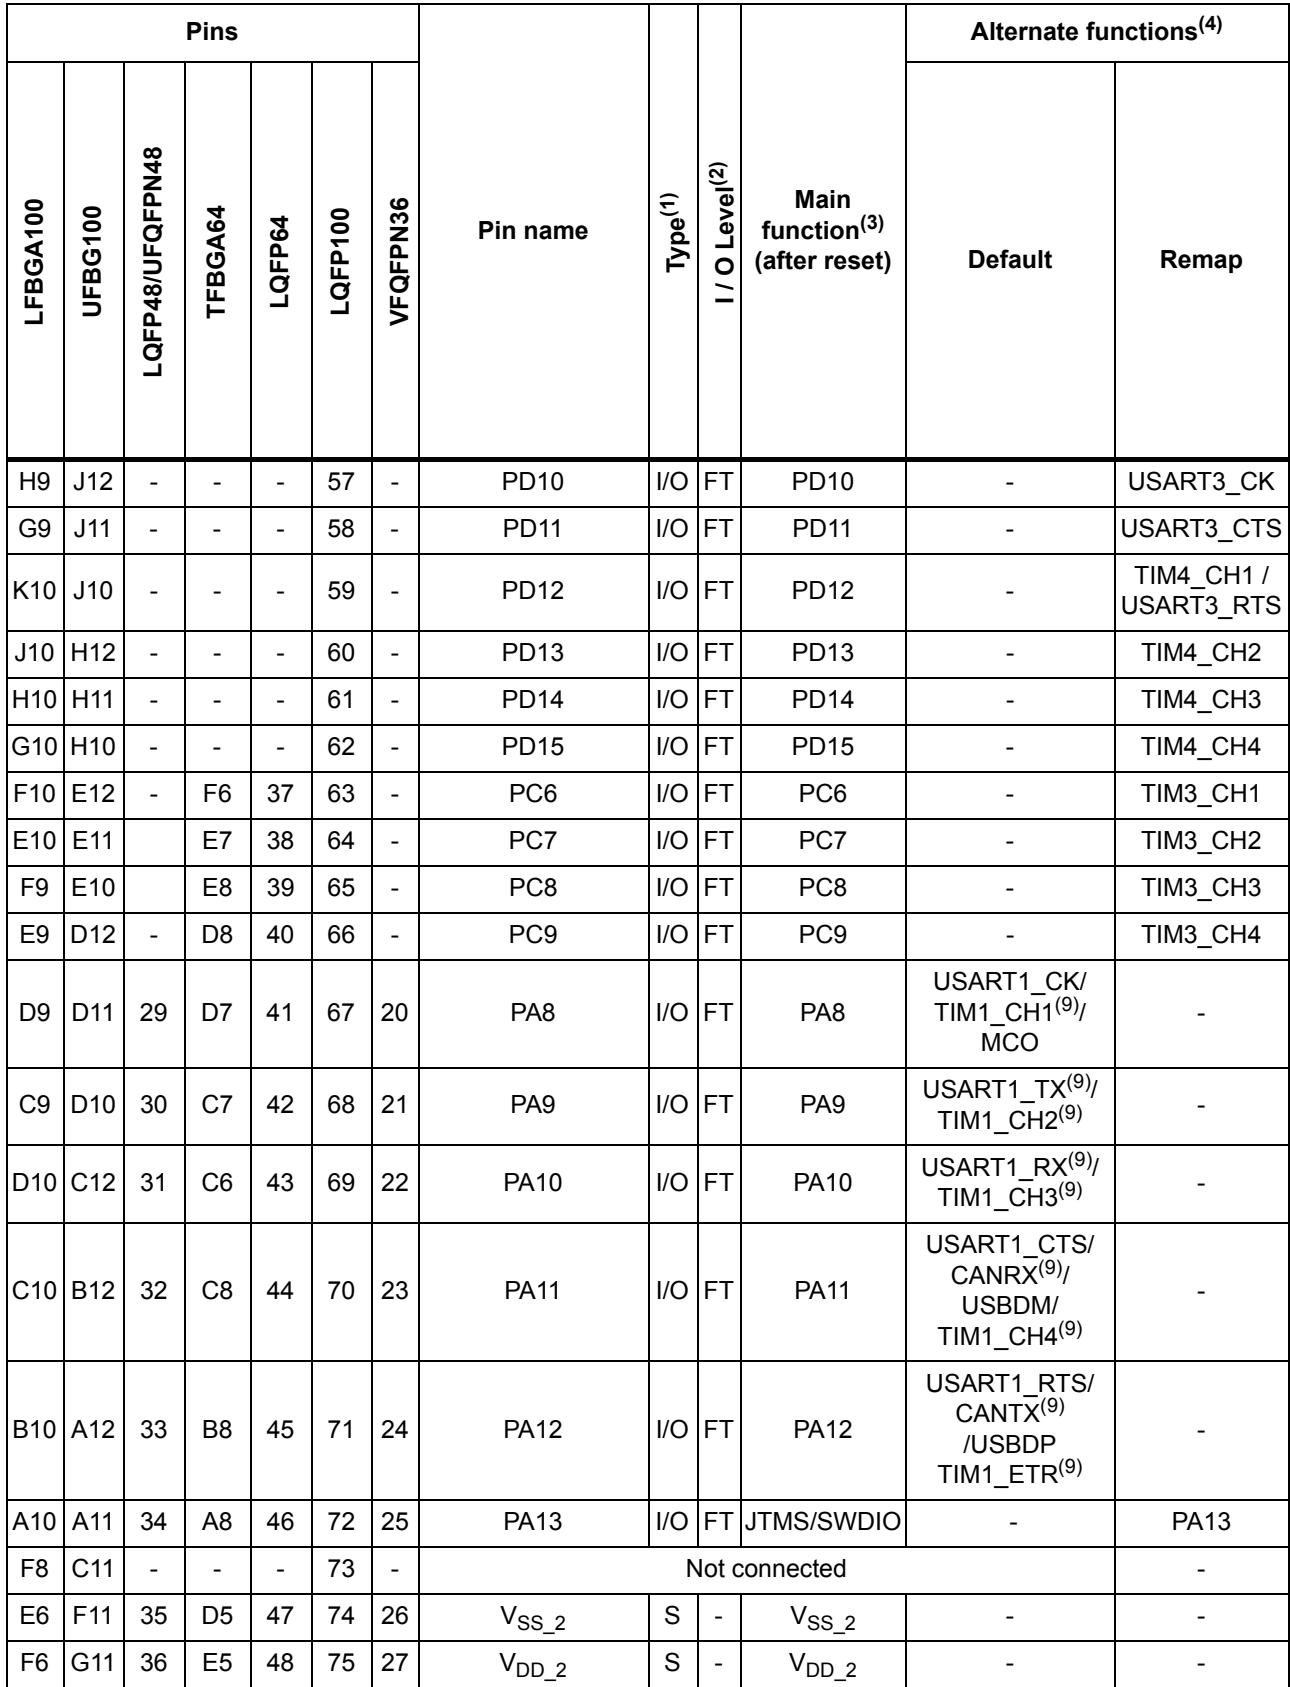 Pins
Alternate functions(4)
LFBGA100
UFBG100
LQFP48/UFQFPN48
TFBGA64
LQFP64
LQFP100
VFQFPN36
Pin name
Type(1)
I / O Level(2)
Main
function(3)
(after reset)
Default
Remap
H9 J12 - - - 57 - PD10 I/O FT PD10 - USART3_CK
G9 J11 - - - 58 - PD11 I/O FT PD11 - USART3_CTS
K10 J10 - - - 59 - PD12 I/O FT PD12 - TIM4_CH1 /
USART3_RTS
J10 H12 - - - 60 - PD13 I/O FT PD13 - TIM4_CH2
H10 H11 - - - 61 - PD14 I/O FT PD14 - TIM4_CH3
G10 H10 - - - 62 - PD15 I/O FT PD15 - TIM4_CH4
F10 E12 - F6 37 63 - PC6 I/O FT PC6 - TIM3_CH1
E10 E11 E7 38 64 - PC7 I/O FT PC7 - TIM3_CH2
F9 E10 E8 39 65 - PC8 I/O FT PC8 - TIM3_CH3
E9 D12 - D8 40 66 - PC9 I/O FT PC9 - TIM3_CH4
D9 D11 29 D7 41 67 20 PA8 I/O FT PA8 USART1_CK/
TIM1_CH1(9)/
MCO
-
C9 D10 30 C7 42 68 21 PA9 I/O FT PA9 USART1_TX(9)/
TIM1_CH2(9)
-
D10 C12 31 C6 43 69 22 PA10 I/O FT PA10 USART1_RX(9)/
TIM1_CH3(9)
-
C10 B12 32 C8 44 70 23 PA11 I/O FT PA11 USART1_CTS/
CANRX(9)/
USBDM/
TIM1_CH4(9)
-
B10 A12 33 B8 45 71 24 PA12 I/O FT PA12 USART1_RTS/
CANTX(9)
/USBDP
TIM1_ETR(9)
-
A10 A11 34 A8 46 72 25 PA13 I/O FT JTMS/SWDIO - PA13
F8 C11 - - - 73 - Not connected -
E6 F11 35 D5 47 74 26 VSS_2 S - VSS_2 - -
F6 G11 36 E5 48 75 27 VDD_2 S - VDD_2 - -